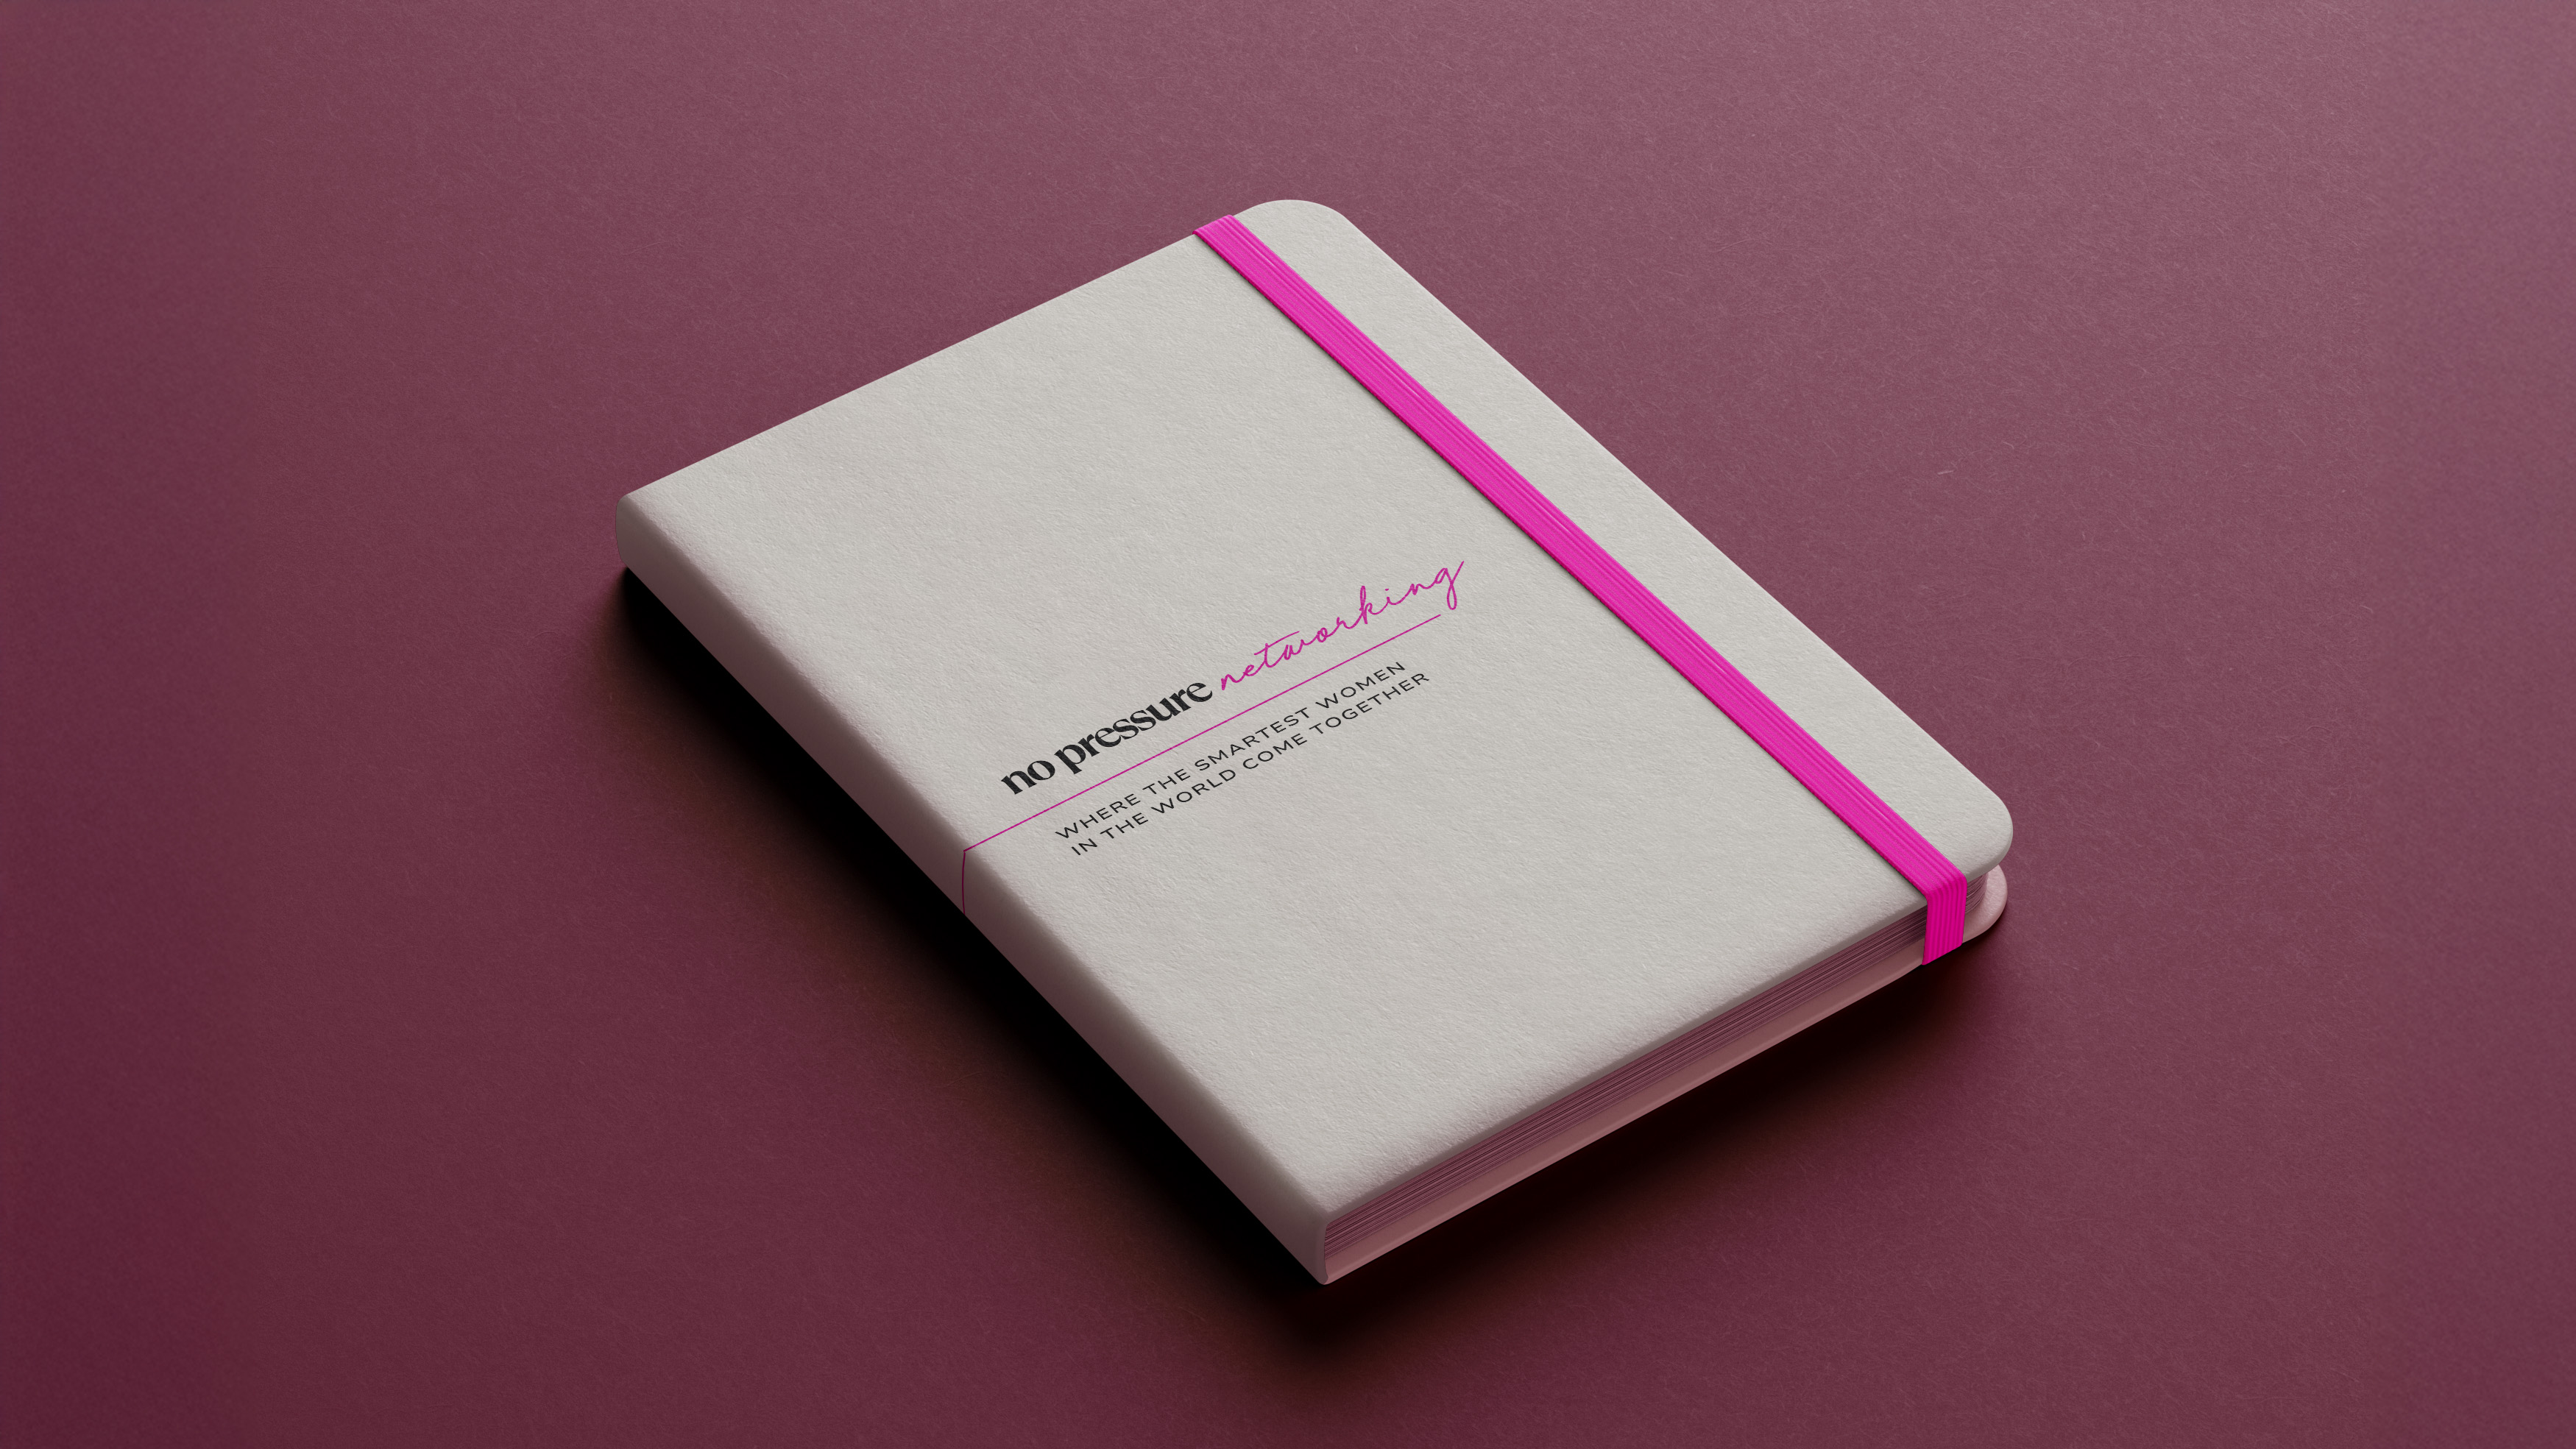 no pressure networking
WHERE THE SMARTEST WOMEN
IN THE WORLD COME TOGETHER